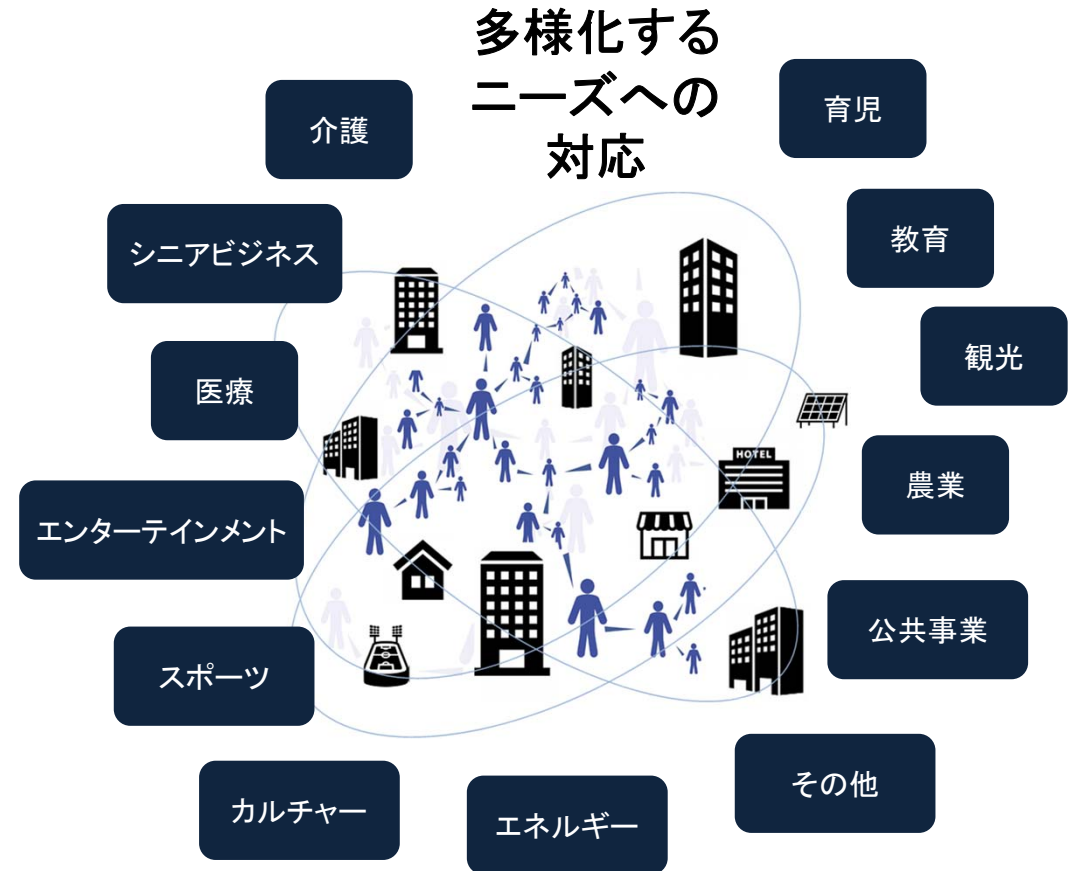 多様化する
ニーズへの
対応
介護
育児
シニアビジネス
教育
観光
医療
HOTEL
農業
エンターテインメント
公共事業
スポーツ
その他
カルチャー
エネルギー